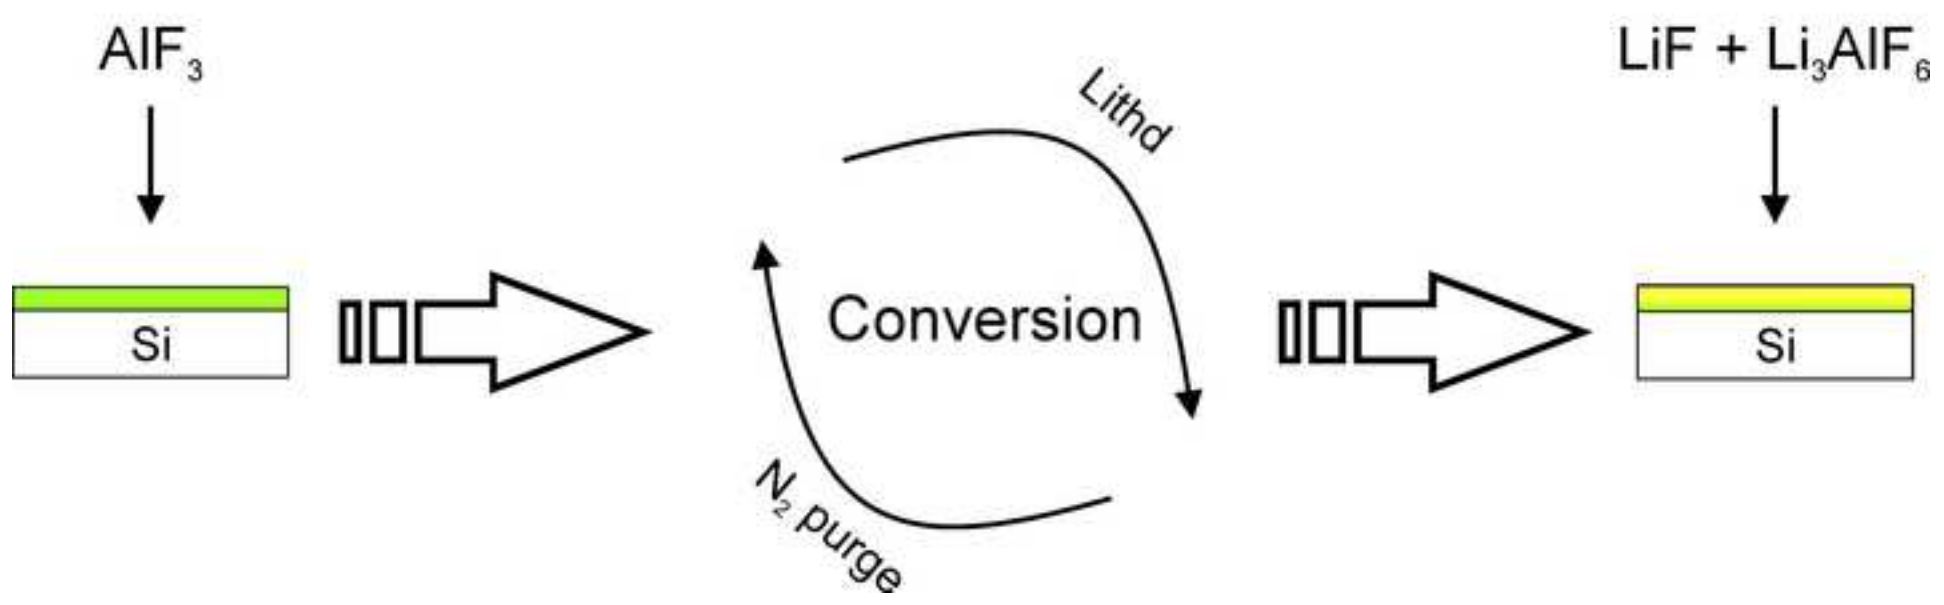 AlF₃
LiF + Li₃AlF₆
Lithd
Conversion
Si
Si
N₂ purge